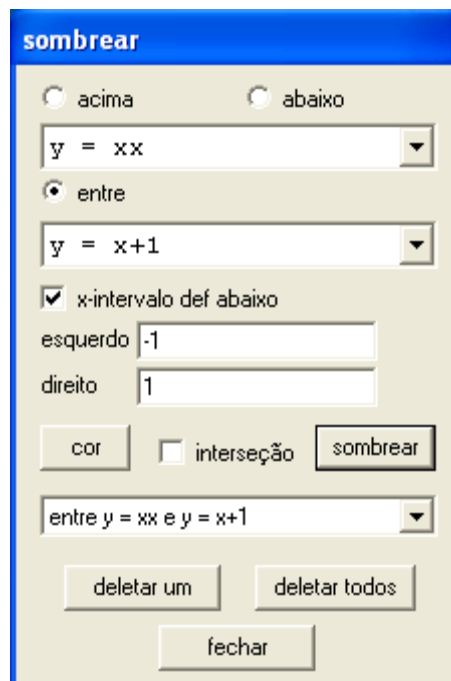 sombrear
acima abaixo
y = xx
entre
y = x+1
x-intervalo def abaixo
esquerdo -1
direito 1
cor interseção sombrear
entre y = xx e y = x+1
deletar um deletar todos
fechar